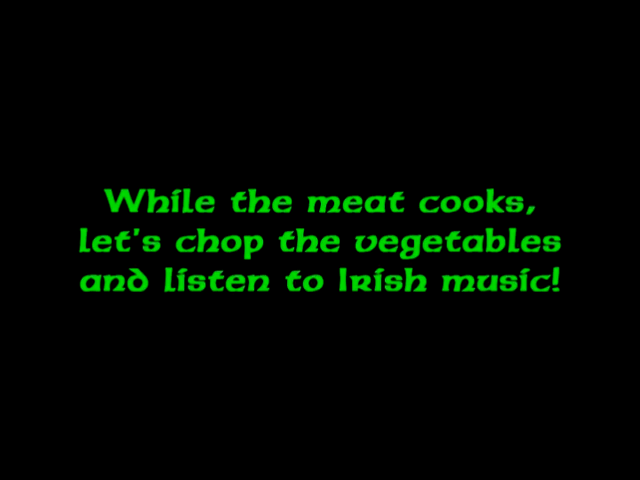 While the meat cooks,
let's chop the vegetables
and listen to Irish music!